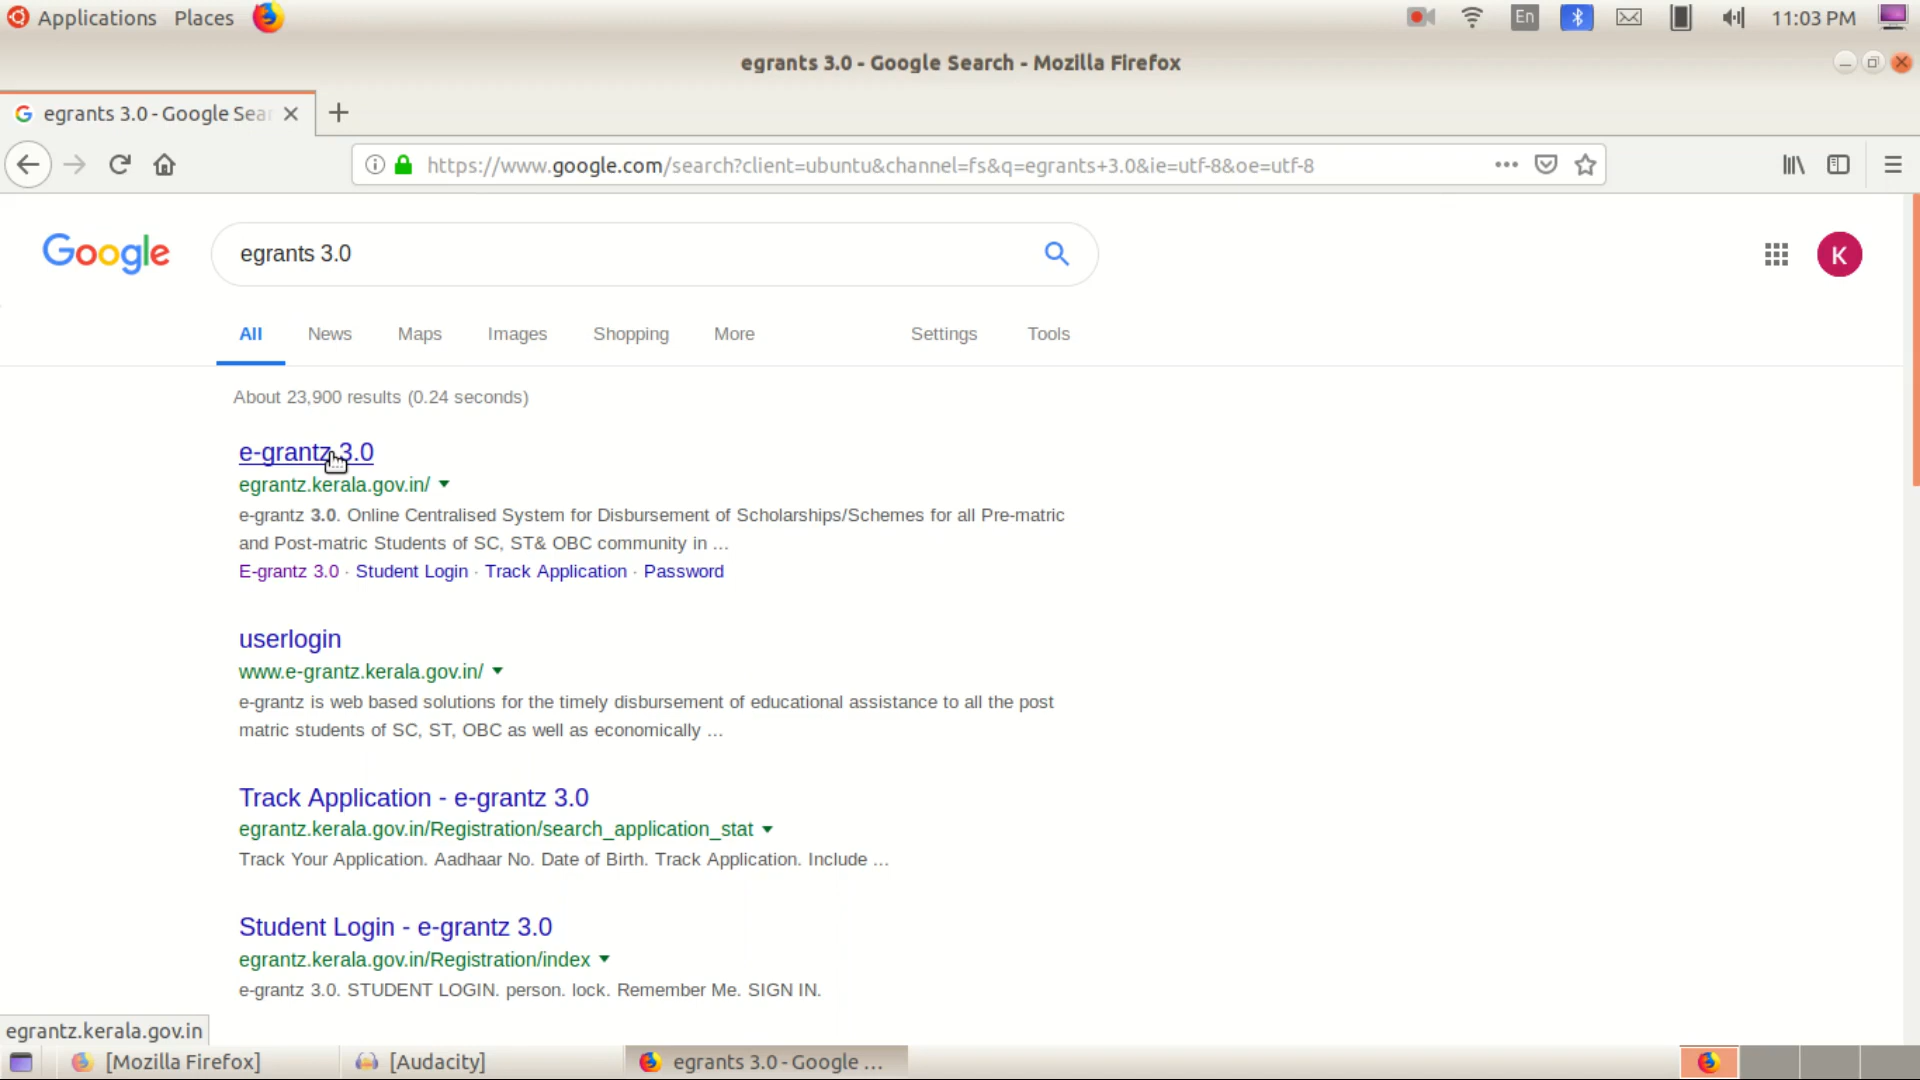 Applications Places En 11:03 PM
egrants 3.0 - Google Search - Mozilla Firefox
egrants 3.0 - Google Sear
https://www.google.com/search?client=ubuntu&channel=fs&q=egrants+3.0&ie=utf-8&oe=utf-8
Google egrants 3.0 K
All News Maps Images Shopping More Settings Tools
About 23,900 results (0.24 seconds)
e-grantz 3.0
egrantz.kerala.gov.in/
e-grantz 3.0. Online Centralised System for Disbursement of Scholarships/Schemes for all Pre-matric
and Post-matric Students of SC, ST& OBC community in ...
E-grantz 3.0 · Student Login · Track Application · Password
userlogin
www.e-grantz.kerala.gov.in/
e-grantz is web based solutions for the timely disbursement of educational assistance to all the post
matric students of SC, ST, OBC as well as economically ...
Track Application - e-grantz 3.0
egrantz.kerala.gov.in/Registration/search_application_stat
Track Your Application. Aadhaar No. Date of Birth. Track Application. Include ...
Student Login - e-grantz 3.0
egrantz.kerala.gov.in/Registration/index
e-grantz 3.0. STUDENT LOGIN. person. lock. Remember Me. SIGN IN.
egrantz.kerala.gov.in
[Mozilla Firefox] [Audacity] egrants 3.0 - Google ...